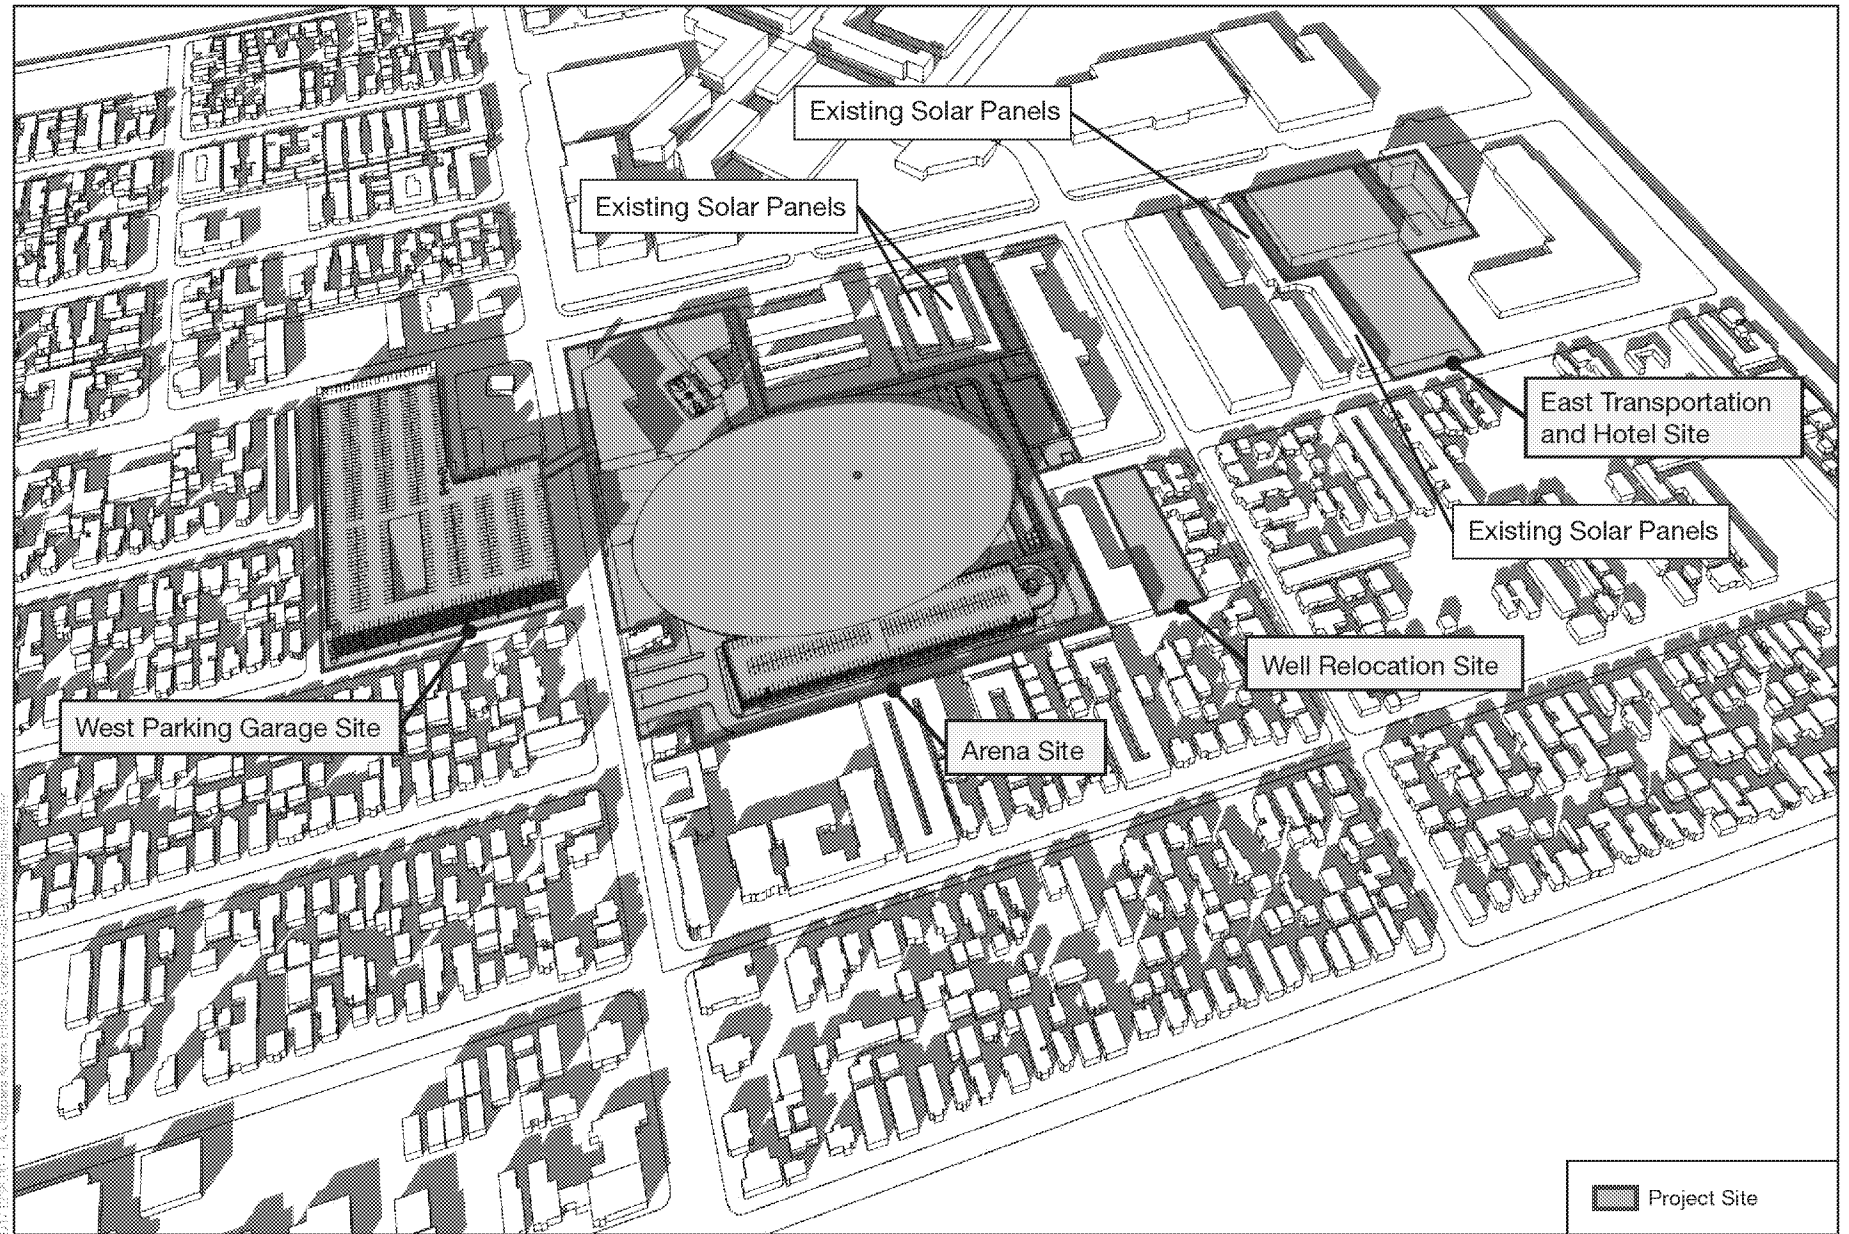 Existing Solar Panels
Existing Solar Panels
East Transportation
and Hotel Site
Existing Solar Panels
Well Relocation Site
West Parking Garage Site
Arena Site
Project Site